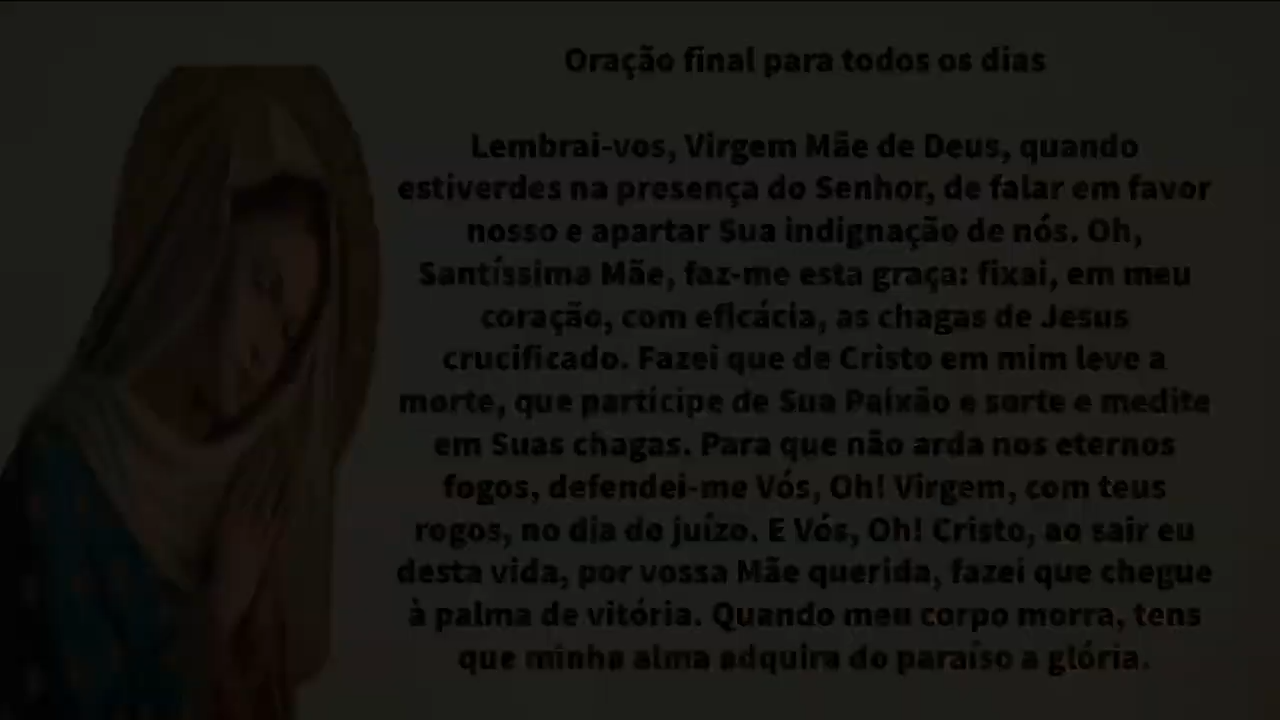 Oração final para todos os dias
Lembrai-vos, Virgem Mãe de Deus, quando
estiverdes na presença do Senhor, de falar em favor
nosso e apartar Sua indignação de nós. Oh,
Santíssima Mãe, faz-me esta graça: fixai, em meu
coração, com eficácia, as chagas de Jesus
crucificado. Fazei que de Cristo em mim leve a
morte, que participe de Sua Paixão e sorte e medite
em Suas chagas. Para que não arda nos eternos
fogos, defendei-me Vós, Oh! Virgem, com teus
rogos, no dia do juízo. E Vós, Oh! Cristo, ao sair eu
desta vida, por vossa Mãe querida, fazei que chegue
à palma de vitória. Quando meu corpo morra, tens
que minha alma adquira do paraíso a glória.